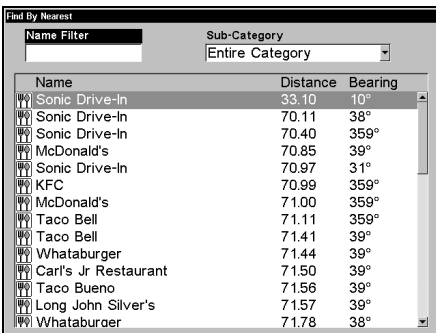 Find By Nearest
Name Filter Sub-Category
Entire Category
Name Distance Bearing
Sonic Drive-In 33.10 10°
Sonic Drive-In 70.11 38°
Sonic Drive-In 70.40 359°
McDonald's 70.85 39°
Sonic Drive-In 70.97 31°
KFC 70.99 359°
McDonald's 71.00 359°
Taco Bell 71.11 359°
Taco Bell 71.41 39°
Whataburger 71.44 39°
Carl's Jr Restaurant 71.50 39°
Taco Bueno 71.56 39°
Long John Silver's 71.57 39°
Whataburger 71.78 38°